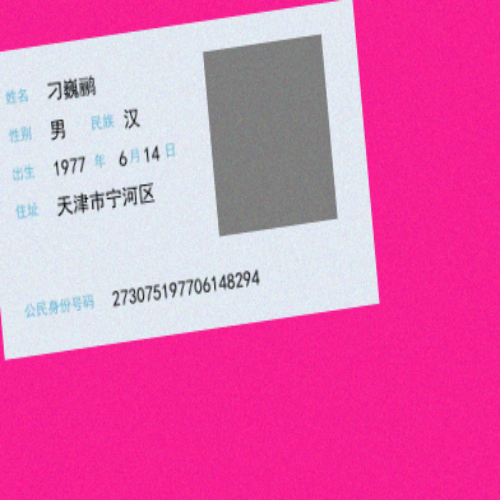 姓名 刁巍鹂
性别 男 民族 汉
出生 1977 年 6 月 14 日
住址 天津市宁河区
公民身份号码 273075197706148294